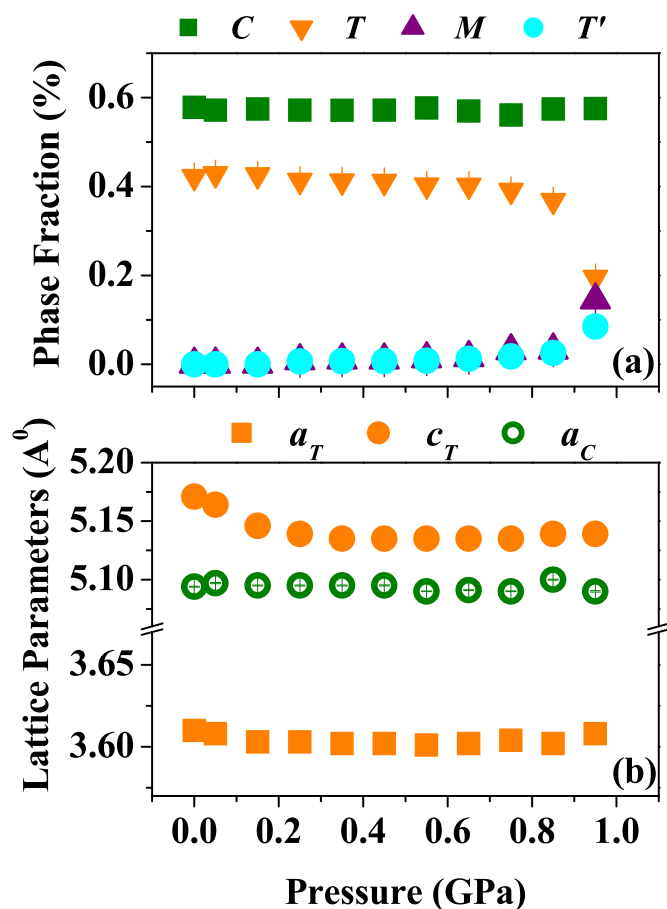 C T M T'
0.6
0.4
0.2
0.0
Phase Fraction (%)
(a)
a_T c_T a_C
5.20
5.15
5.10
3.65
3.60
Lattice Parameters (A⁰)
(b)
0.0 0.2 0.4 0.6 0.8 1.0
Pressure (GPa)